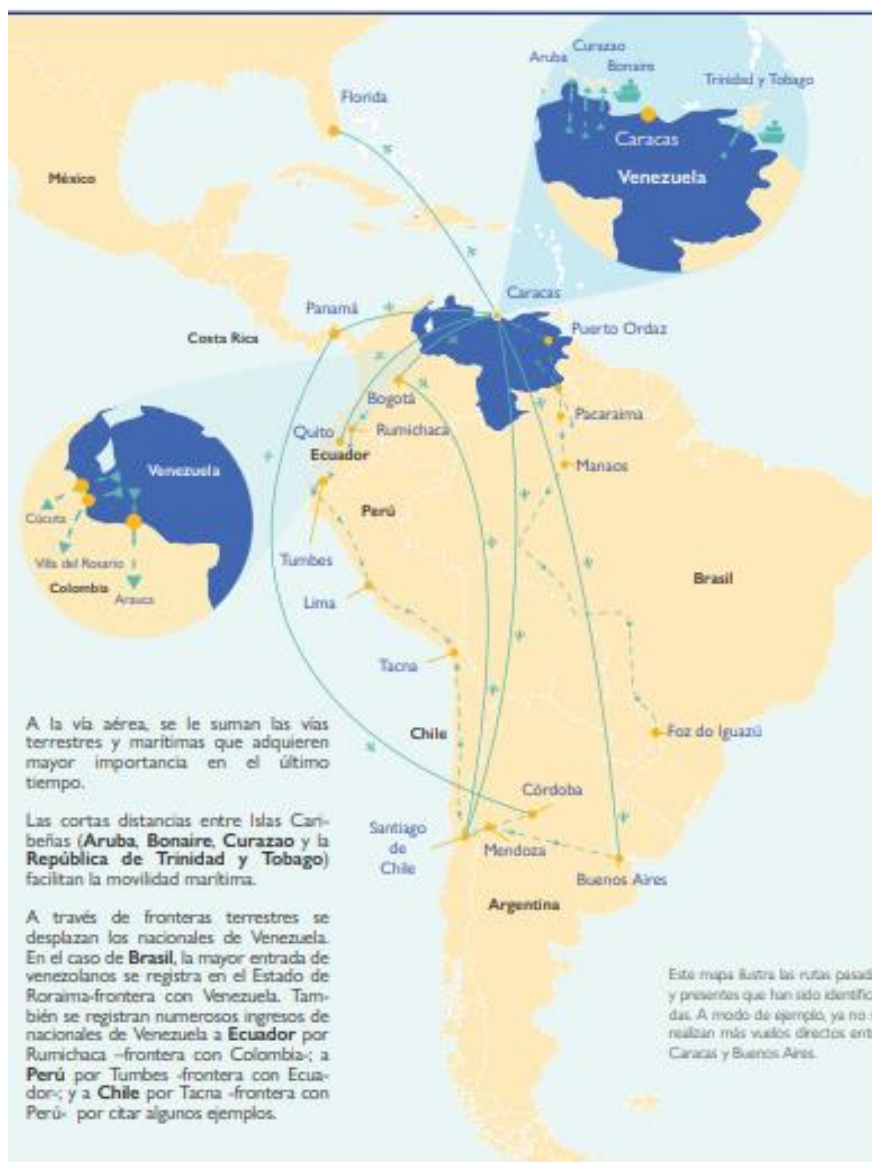 Curazao
Aruba
Bonaire
Trinidad y Tobago
Florida
Caracas
México
Venezuela
Caracas
Panamá
Puerto Ordaz
Costa Rica
Bogotá
Pacaraima
Quito
Rumichaca
Ecuador
Manaos
Venezuela
Perú
Cúcuta
Villa del Rosario
Tumbes
Brasil
Colombia
Arauca
Lima
Tacna
A la vía aérea, se le suman las vías
terrestres y marítimas que adquieren
mayor importancia en el último
tiempo.
Chile
Foz do Iguazú
Las cortas distancias entre Islas Cari-
beñas (Aruba, Bonaire, Curazao y la
República de Trinidad y Tobago)
facilitan la movilidad marítima.
Córdoba
Santiago
de
Chile
Mendoza
Buenos Aires
Argentina
A través de fronteras terrestres se
desplazan los nacionales de Venezuela.
En el caso de Brasil, la mayor entrada de
venezolanos se registra en el Estado de
Roraima-frontera con Venezuela. Tam-
bién se registran numerosos ingresos de
nacionales de Venezuela a Ecuador por
Rumichaca –frontera con Colombia-; a
Perú por Tumbes -frontera con Ecua-
dor-; y a Chile por Tacna -frontera con
Perú- por citar algunos ejemplos.
Este mapa ilustra las rutas pasad
y presentes que han sido identific
das. A modo de ejemplo, ya no s
realizan más vuelos directos ent
Caracas y Buenos Aires.